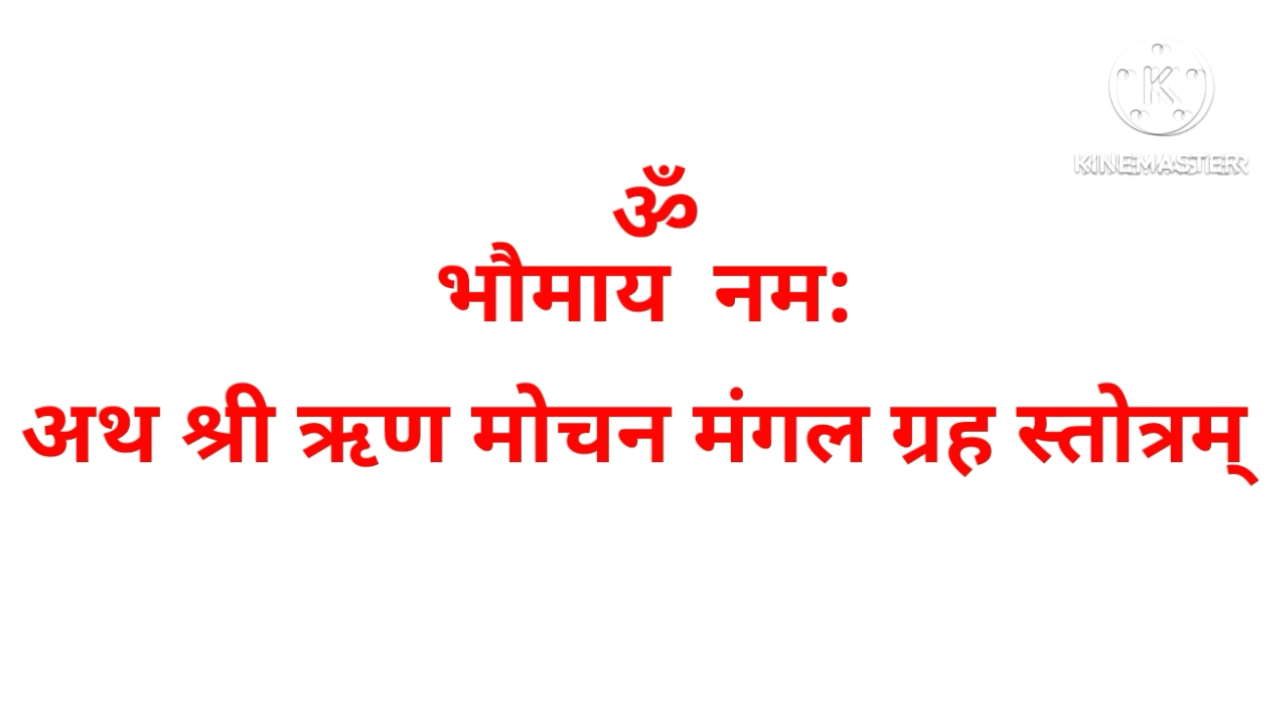 KINEMASTER
ॐ
भौमाय नम:
अथ श्री ऋण मोचन मंगल ग्रह स्तोत्रम्